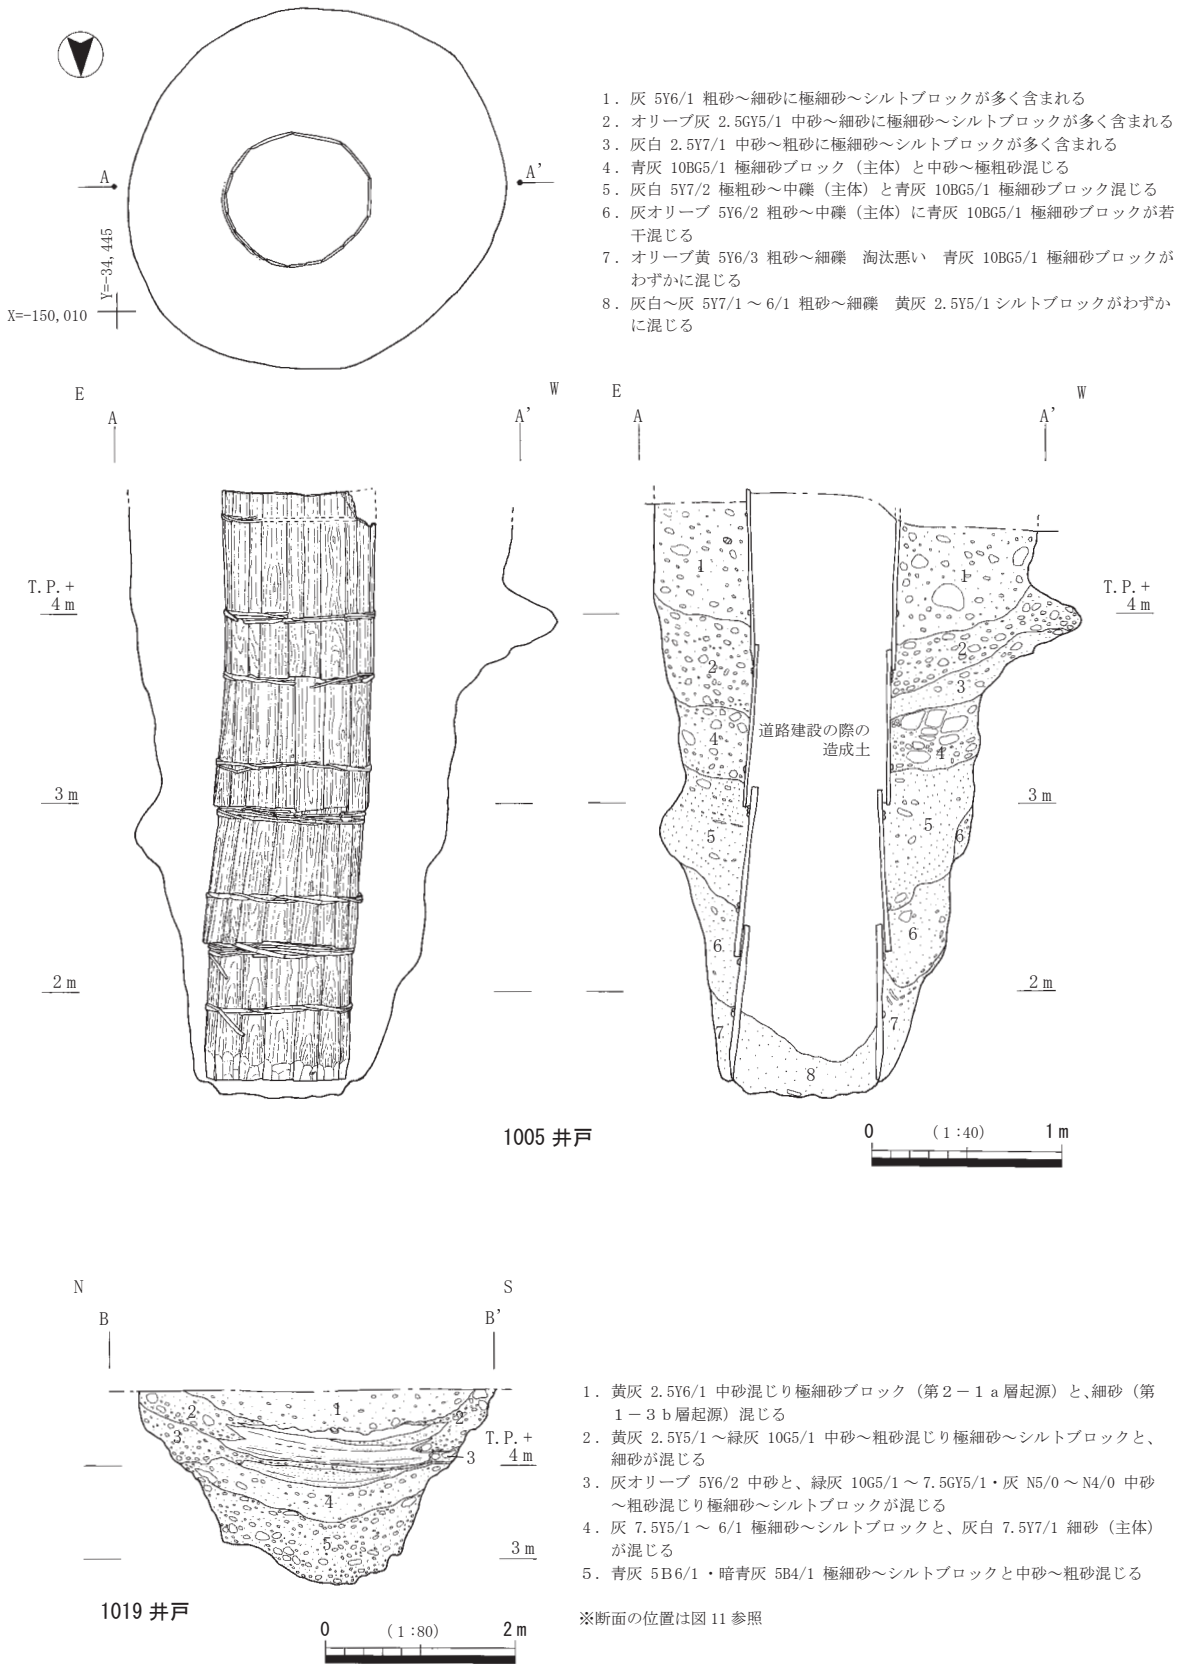 1. 灰 5Y6/1 粗砂～細砂に極細砂～シルトブロックが多く含まれる
2. オリーブ灰 2.5GY5/1 中砂～細砂に極細砂～シルトブロックが多く含まれる
3. 灰白 2.5Y7/1 中砂～粗砂に極細砂～シルトブロックが多く含まれる
4. 青灰 10BG5/1 極細砂ブロック（主体）と中砂～極粗砂混じる
5. 灰白 5Y7/2 極粗砂～中礫（主体）と青灰 10BG5/1 極細砂ブロック混じる
6. 灰オリーブ 5Y6/2 粗砂～中礫（主体）に青灰 10BG5/1 極細砂ブロックが若
干混じる
7. オリーブ黄 5Y6/3 粗砂～細礫　淘汰悪い　青灰 10BG5/1 極細砂ブロックが
わずかに混じる
8. 灰白～灰 5Y7/1 ～ 6/1 粗砂～細礫　黄灰 2.5Y5/1 シルトブロックがわずか
に混じる
A
A'
Y=-34,445
X=-150,010
E
W
A
A'
T.P.+
4m
3m
2m
E
W
A
A'
T.P.+
4m
3m
2m
1
1
2
2
3
4
4
5
5
6
6
6
7
7
8
道路建設の際の
造成土
1005 井戸
0 (1:40) 1m
N
S
B
B'
1
2
2
3
3
4
5
T.P.+
4m
3m
1019 井戸
0 (1:80) 2m
1. 黄灰 2.5Y6/1 中砂混じり極細砂ブロック（第２－１a 層起源）と、細砂（第
１－３b 層起源）混じる
2. 黄灰 2.5Y5/1 ～緑灰 10G5/1 中砂～粗砂混じり極細砂～シルトブロックと、
細砂が混じる
3. 灰オリーブ 5Y6/2 中砂と、緑灰 10G5/1 ～ 7.5GY5/1・灰 N5/0 ～ N4/0 中砂
～粗砂混じり極細砂～シルトブロックが混じる
4. 灰 7.5Y5/1 ～ 6/1 極細砂～シルトブロックと、灰白 7.5Y7/1 細砂（主体）
が混じる
5. 青灰 5Ｂ6/1 ・暗青灰 5B4/1 極細砂～シルトブロックと中砂～粗砂混じる
※断面の位置は図 11 参照